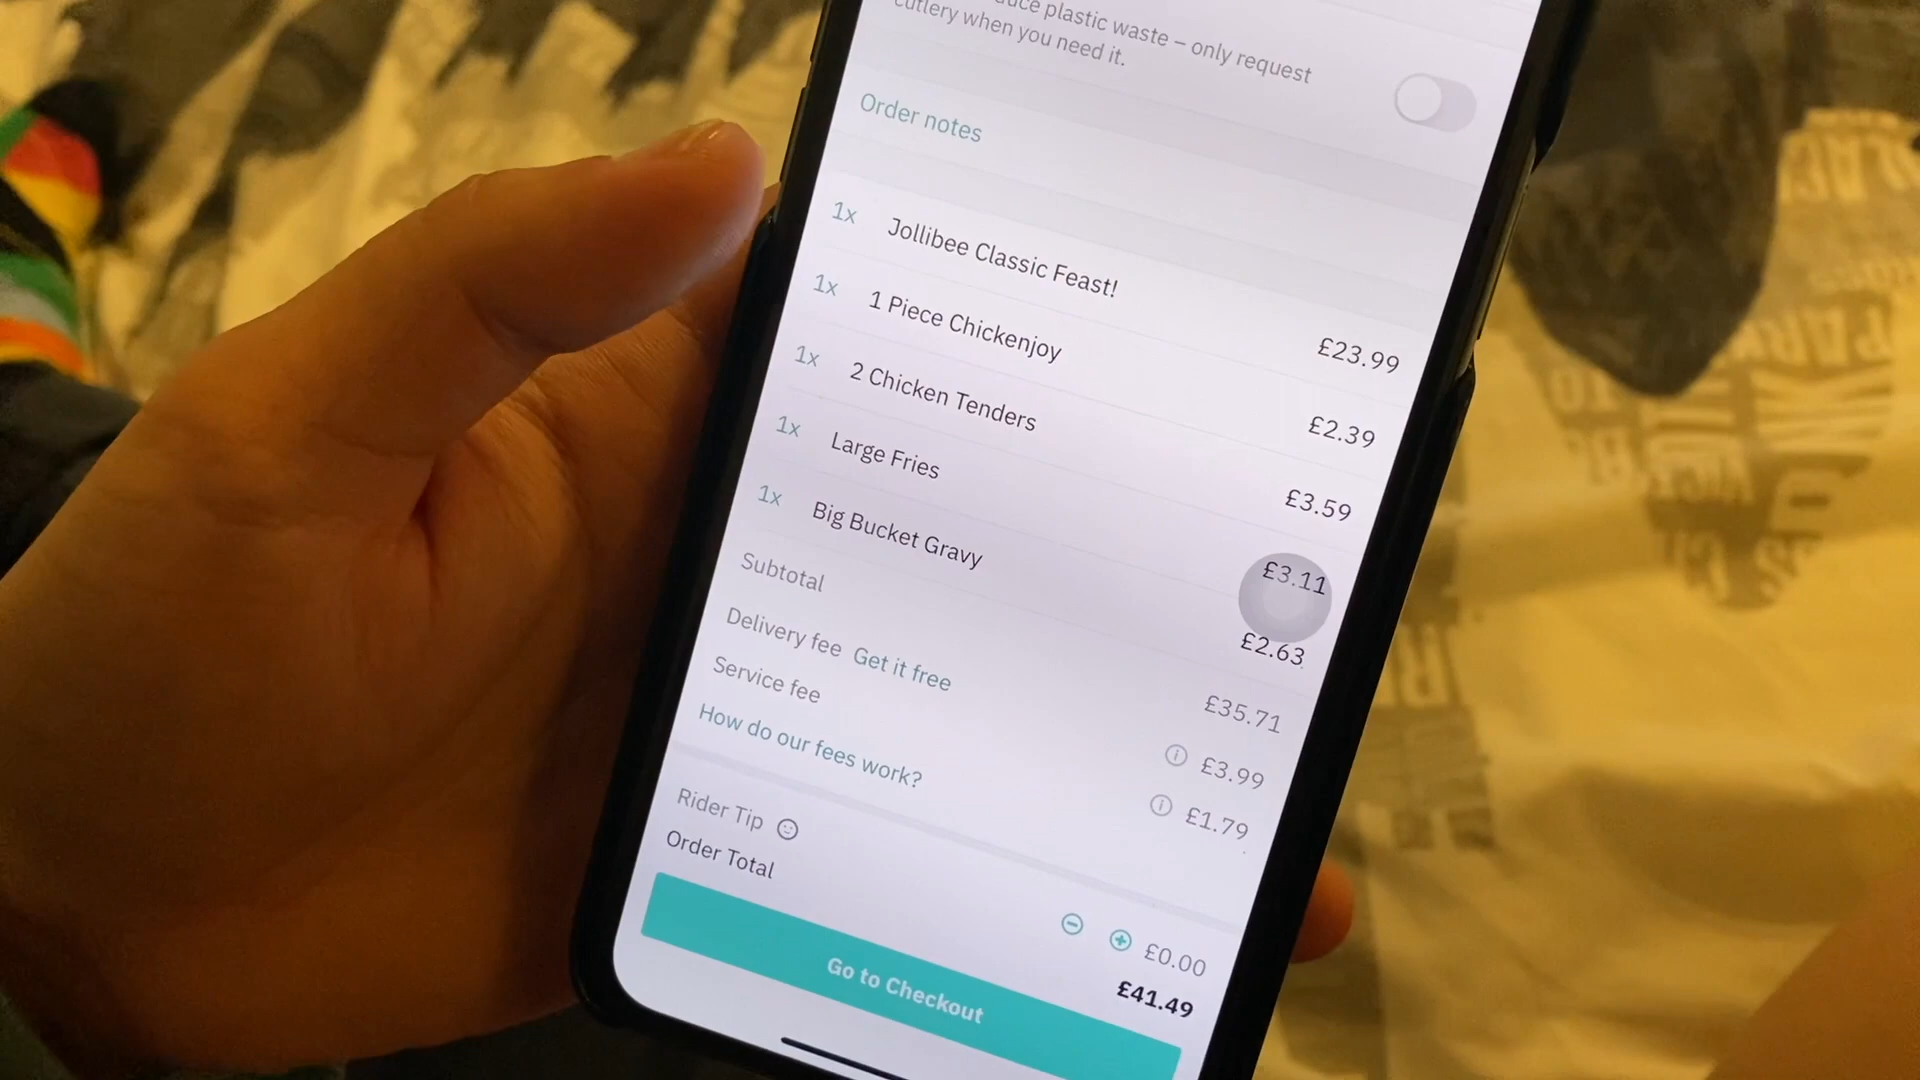 plastic waste – only request
cutlery when you need it.
Order notes
1x Jollibee Classic Feast! £23.99
1x 1 Piece Chickenjoy £2.39
1x 2 Chicken Tenders £3.59
1x Large Fries £3.11
1x Big Bucket Gravy £2.63
Subtotal £35.71
Delivery fee Get it free £3.99
Service fee £1.79
How do our fees work?
Rider Tip £0.00
Order Total £41.49
Go to Checkout